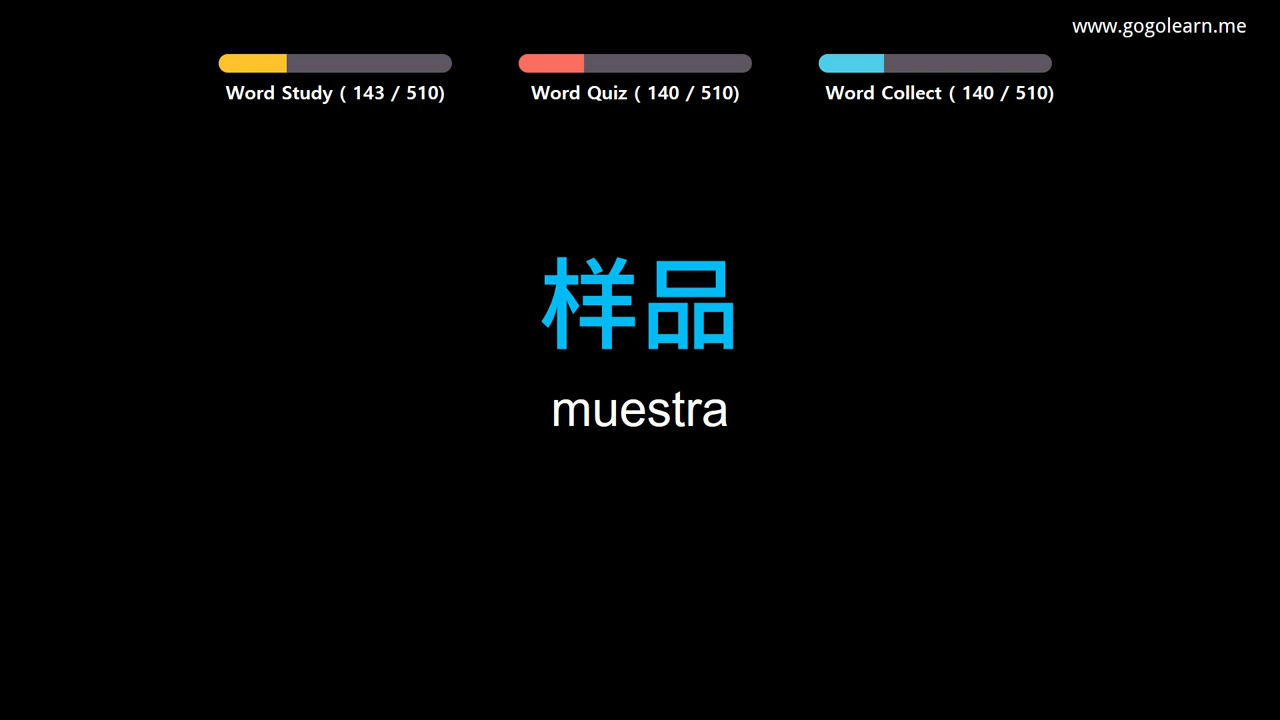 www.gogolearn.me
Word Study ( 143 / 510)
Word Quiz ( 140 / 510)
Word Collect ( 140 / 510)
样品
muestra